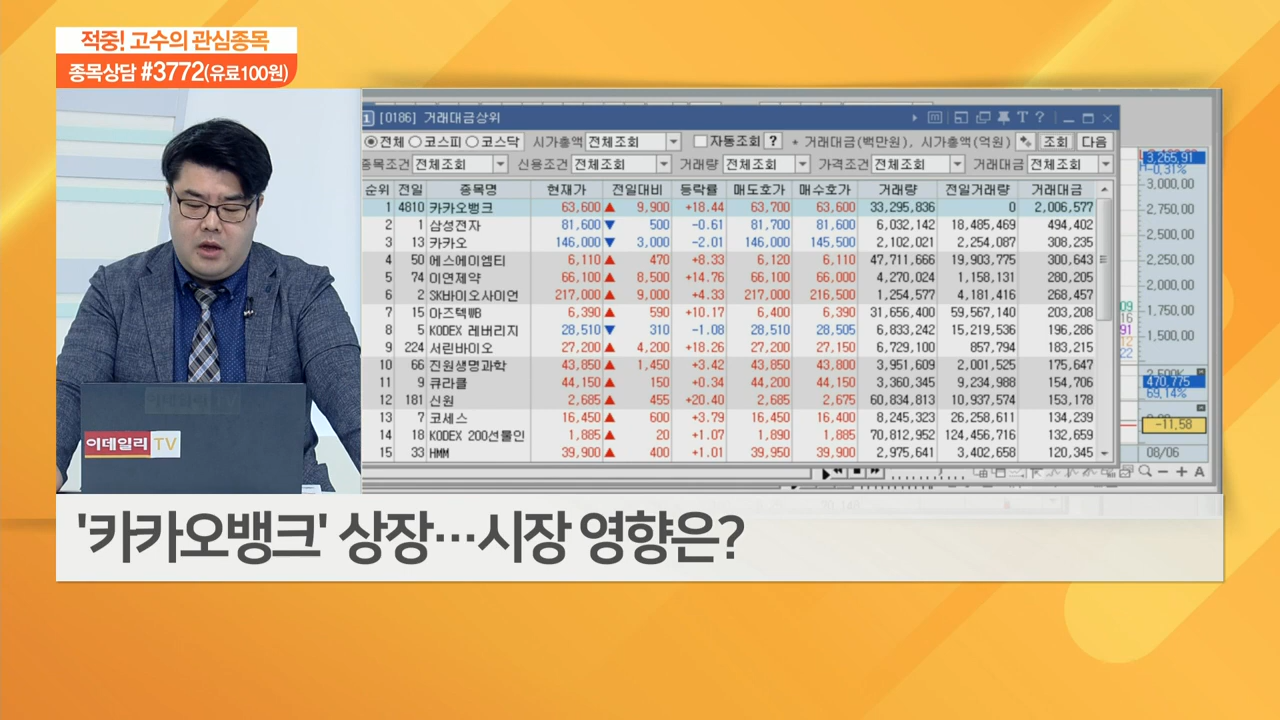 적중! 고수의 관심종목
종목상담 #3772(유료100원)
[0186] 거래대금상위
전체 코스피 코스닥 시가총액 전체조회 자동조회 ? * 거래대금(백만원), 시가총액(억원) 조회 다음
종목조건 전체조회 신용조건 전체조회 거래량 전체조회 가격조건 전체조회 거래대금 전체조회
순위 전일 종목명 현재가 전일대비 등락률 매도호가 매수호가 거래량 전일거래량 거래대금
1 4810 카카오뱅크 63,600 ▲ 9,900 +18.44 63,700 63,600 33,295,836 0 2,006,577
2 1 삼성전자 81,600 ▼ 500 -0.61 81,700 81,600 6,032,142 18,485,469 494,402
3 13 카카오 146,000 ▼ 3,000 -2.01 146,000 145,500 2,102,021 2,254,087 308,235
4 50 에스에이엠티 6,110 ▲ 470 +8.33 6,120 6,110 47,711,666 19,903,775 300,643
5 74 이연제약 66,100 ▲ 8,500 +14.76 66,100 66,000 4,270,024 1,158,131 280,205
6 2 SK바이오사이언 217,000 ▲ 9,000 +4.33 217,000 216,500 1,254,577 4,181,416 268,457
7 15 아즈텍WB 6,390 ▲ 590 +10.17 6,400 6,390 31,656,400 59,567,140 203,208
8 5 KODEX 레버리지 28,510 ▼ 310 -1.08 28,510 28,505 6,833,242 15,219,536 196,286
9 224 서린바이오 27,200 ▲ 4,200 +18.26 27,200 27,150 6,729,100 857,794 183,215
10 66 진원생명과학 43,850 ▲ 1,450 +3.42 43,850 43,800 3,951,609 2,001,525 175,647
11 9 큐라클 44,150 ▲ 150 +0.34 44,200 44,150 3,360,345 9,234,988 154,706
12 181 신원 2,685 ▲ 455 +20.40 2,685 2,675 60,834,813 10,937,574 153,178
13 7 코세스 16,450 ▲ 600 +3.79 16,450 16,400 8,245,323 26,258,611 134,239
14 18 KODEX 200선물인 1,885 ▲ 20 +1.07 1,890 1,885 70,812,952 124,456,716 132,659
15 33 HMM 39,900 ▲ 400 +1.01 39,950 39,900 2,975,641 3,402,658 120,345
3,265,91
-0,31%
3,000,00
2,750,00
2,500,00
2,250,00
2,000,00
1,750,00
1,500,00
470,775
69,14%
-11,58
08/06
이데일리 TV
'카카오뱅크' 상장…시장 영향은?